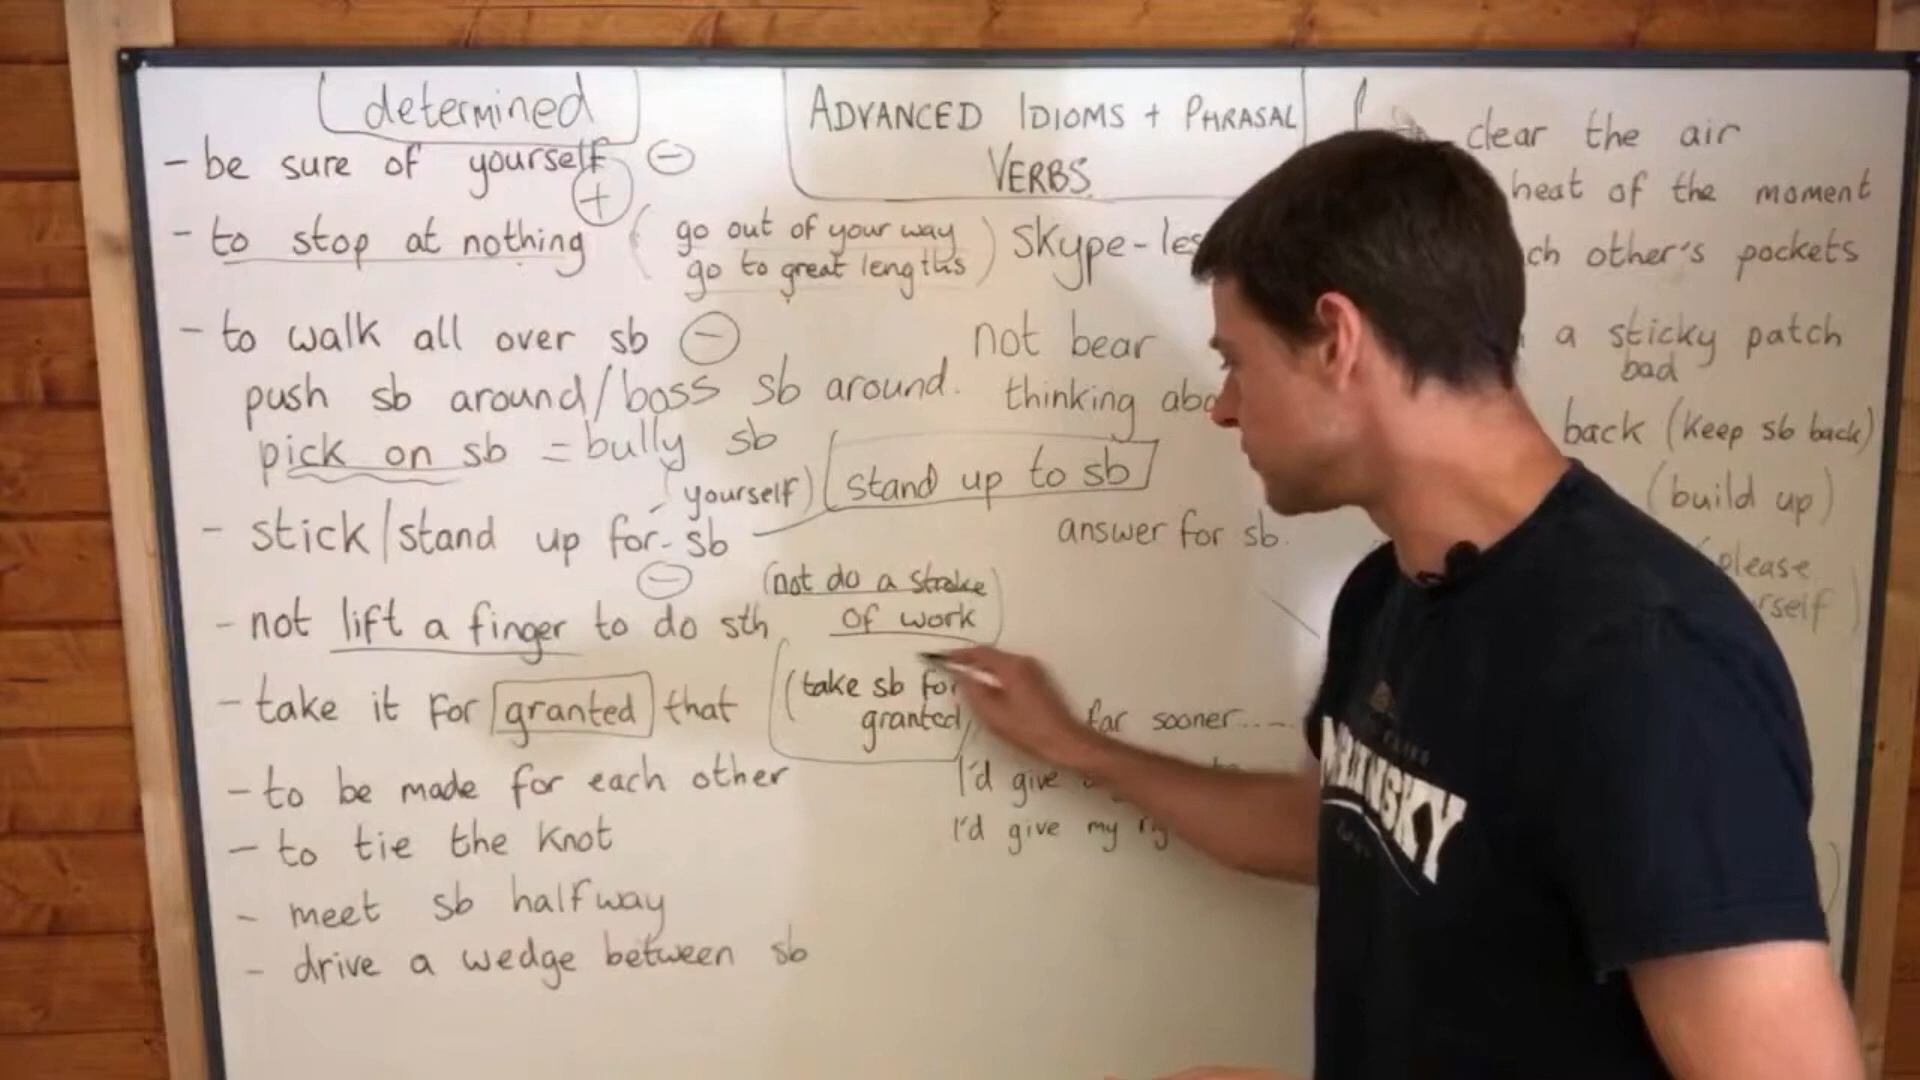 determined
ADVANCED IDIOMS + PHRASAL
VERBS
- be sure of yourself (-)
(+)
- to stop at nothing (go out of your way
go to great lengths)
Skype-les
- to walk all over sb (-)
push sb around/boss sb around.
pick on sb = bully sb
not bear
thinking abo
(yourself)
stand up to sb
- stick/stand up for sb
answer for sb.
(-)
- not lift a finger to do sth
(not do a stroke
of work)
- take it for granted that
(take sb for
granted
far sooner.....
- to be made for each other
I'd give
- to tie the knot
I'd give my
- meet sb halfway
- drive a wedge between sb
clear the air
heat of the moment
ch other's pockets
a sticky patch
bad
back (keep sb back)
(build up)
please
rself)